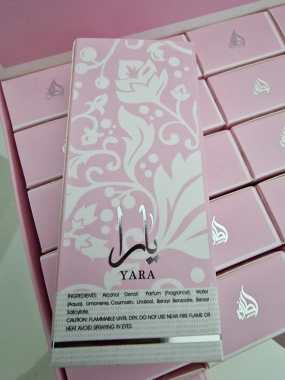 يارا
YARA
INGREDIENTS: Alcohol Denat, Parfum (Fragrance), Water
(Aqua), Limonene, Coumarin, Linalool, Benzyl Benzoate, Benzyl
Salicylate.
CAUTION: FLAMMABLE UNTIL DRY, DO NOT USE NEAR FIRE FLAME OR
HEAT AVOID SPRAYING IN EYES.